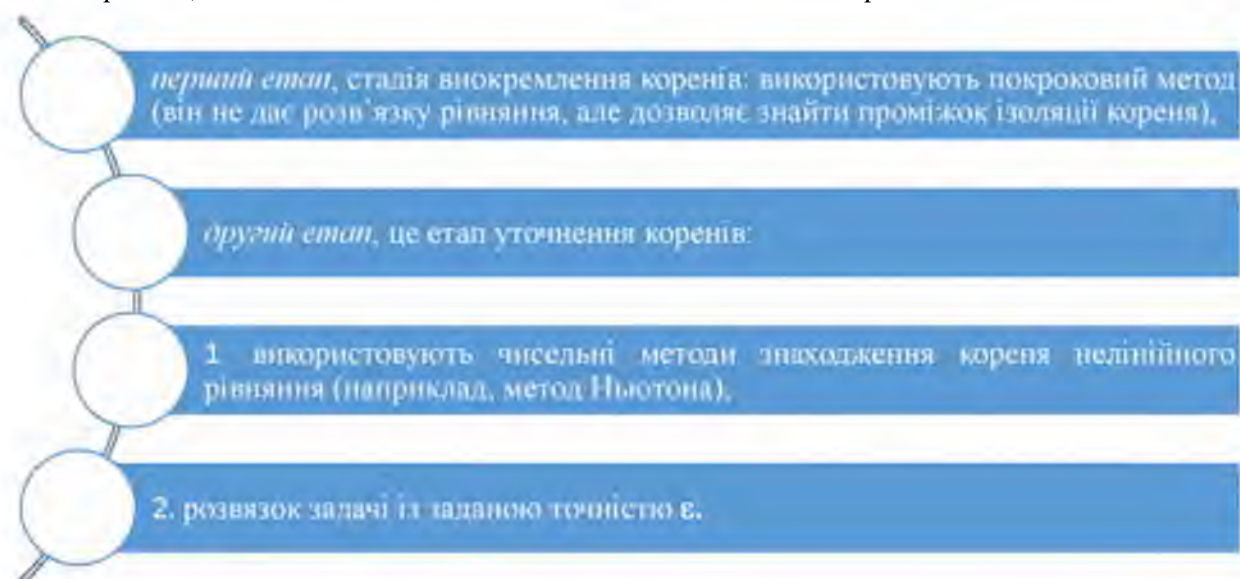 перший етап, стадія виокремлення коренів: використовують покроковий метод
(він не дає розв'язку рівняння, але дозволяє знайти проміжок ізоляції кореня),
другий етап, це етап уточнення коренів:
1 використовують чисельні методи знаходження кореня нелінійного
рівняння (наприклад, метод Ньютона),
2. розвязок задачі із заданою точністю ε.